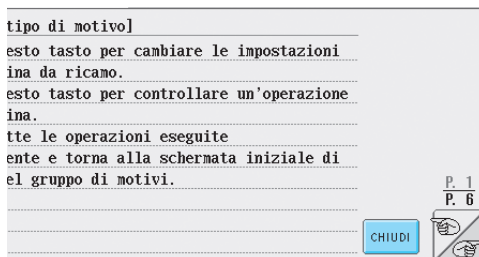 tipo di motivo]
esto tasto per cambiare le impostazioni
ina da ricamo.
esto tasto per controllare un'operazione
ina.
tte le operazioni eseguite
ente e torna alla schermata iniziale di
el gruppo di motivi.
P. 1
P. 6
CHIUDI